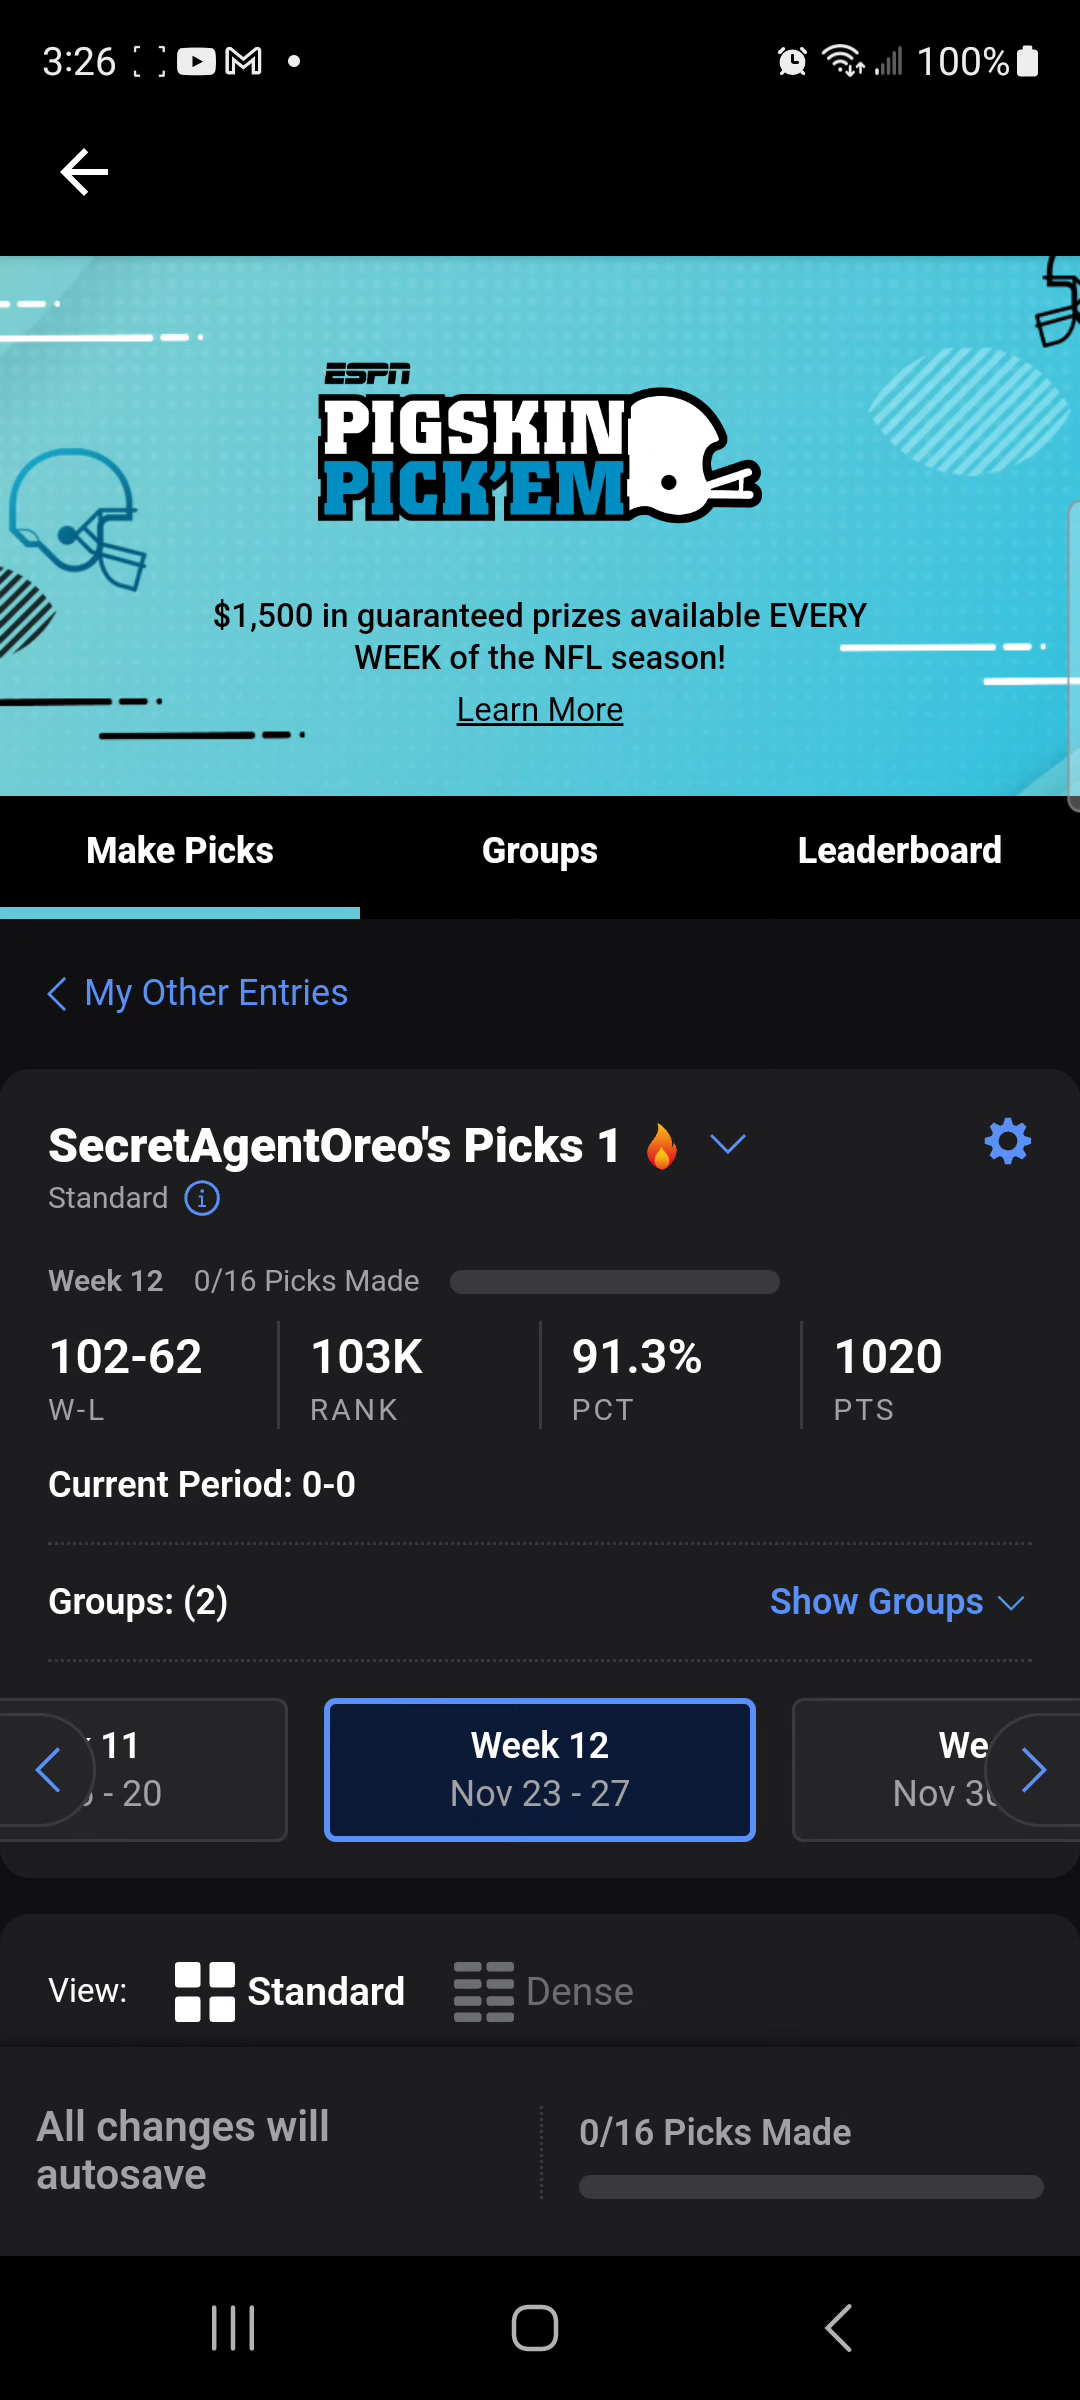 3:26
100%
ESPN
PIGSKIN
PICK'EM
$1,500 in guaranteed prizes available EVERY
WEEK of the NFL season!
Learn More
Make Picks Groups Leaderboard
My Other Entries
SecretAgentOreo's Picks 1 🔥
Standard
Week 12 0/16 Picks Made
102-62 103K 91.3% 1020
W-L RANK PCT PTS
Current Period: 0-0
Groups: (2) Show Groups
11 Week 12 We
- 20 Nov 23 - 27 Nov 30
View: Standard Dense
All changes will
autosave
0/16 Picks Made